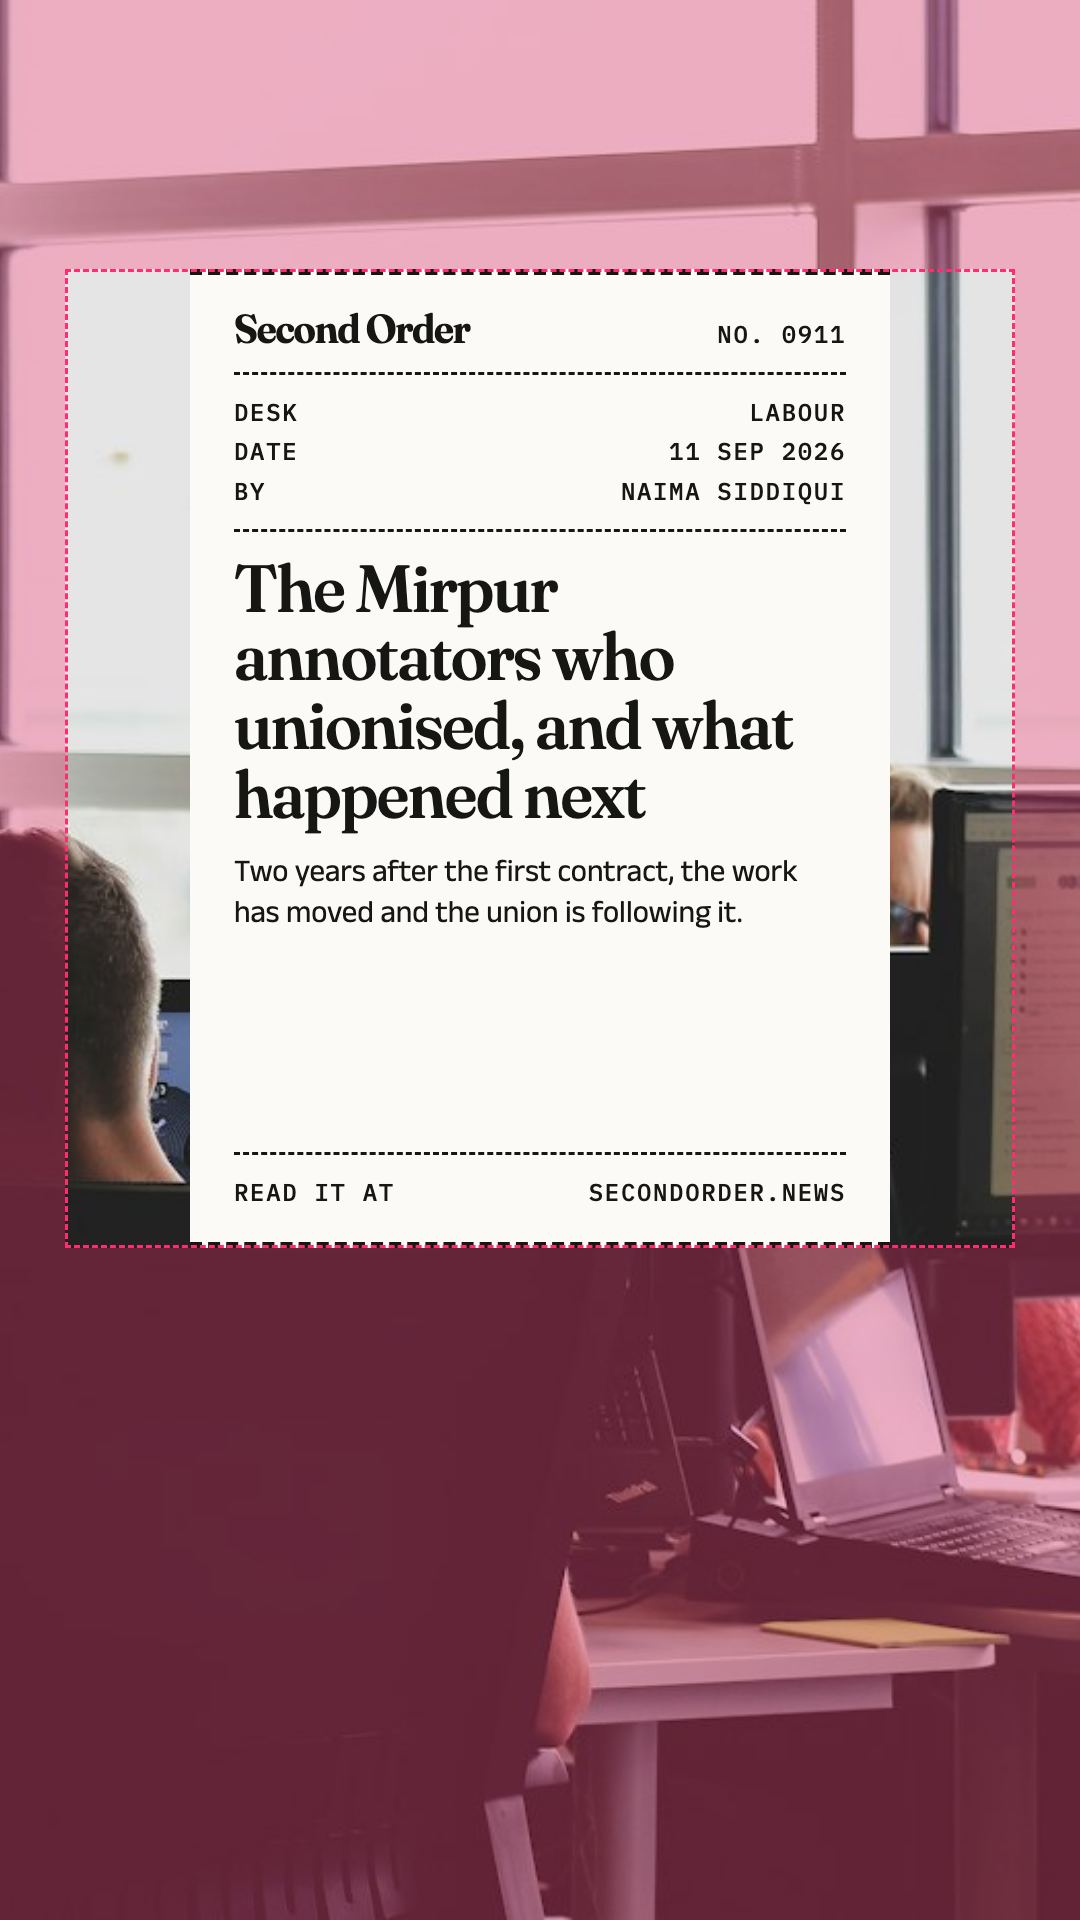 Second Order
NO. 0911
DESK LABOUR
DATE 11 SEP 2026
BY NAIMA SIDDIQUI
The Mirpur
annotators who
unionised, and what
happened next
Two years after the first contract, the work
has moved and the union is following it.
READ IT AT SECONDORDER.NEWS
ThinkPad